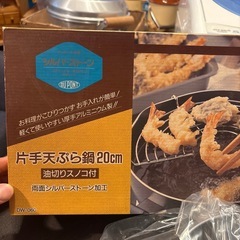 DU PONT
お料理がこびりつかず お手入れが簡単！
軽くて使いやすい厚手アルミニウム製!!
片手天ぷら鍋20cm
油切りスノコ付
両面シルバーストーン加工